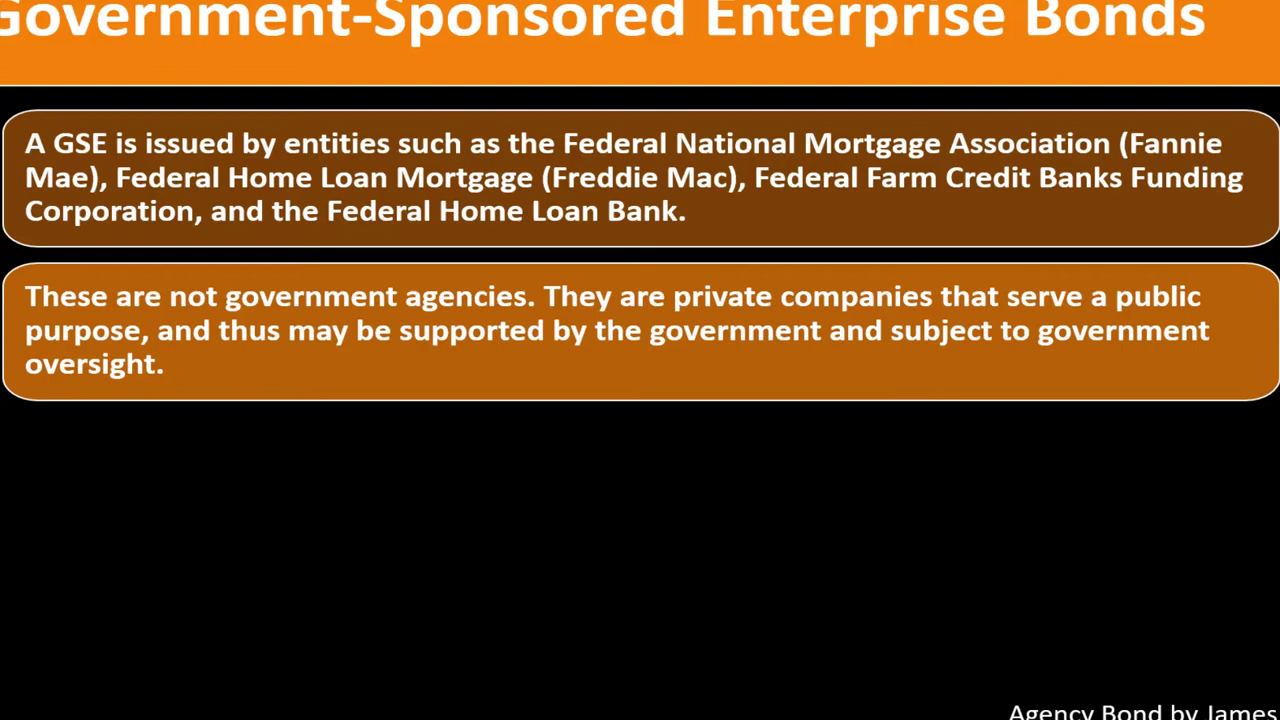 Government-Sponsored Enterprise Bonds
A GSE is issued by entities such as the Federal National Mortgage Association (Fannie
Mae), Federal Home Loan Mortgage (Freddie Mac), Federal Farm Credit Banks Funding
Corporation, and the Federal Home Loan Bank.
These are not government agencies. They are private companies that serve a public
purpose, and thus may be supported by the government and subject to government
oversight.
Agency Bond by James